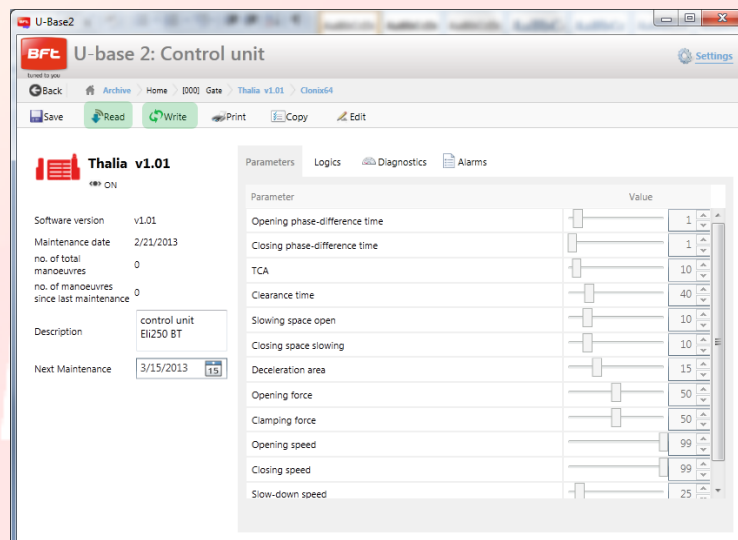 U-Base2
BFT
tuned to you
U-base 2: Control unit
Settings
Back Archive Home [000] Gate Thalia v1.01 Clonix64
Save Read Write Print Copy Edit
Thalia v1.01
ON
Software version v1.01
Maintenance date 2/21/2013
no. of total
manoeuvres 0
no. of manoeuvres
since last maintenance 0
Description control unit
Eli250 BT
Next Maintenance 3/15/2013 15
Parameters Logics Diagnostics Alarms
Parameter Value
Opening phase-difference time 1
Closing phase-difference time 1
TCA 10
Clearance time 40
Slowing space open 10
Closing space slowing 10
Deceleration area 15
Opening force 50
Clamping force 50
Opening speed 99
Closing speed 99
Slow-down speed 25